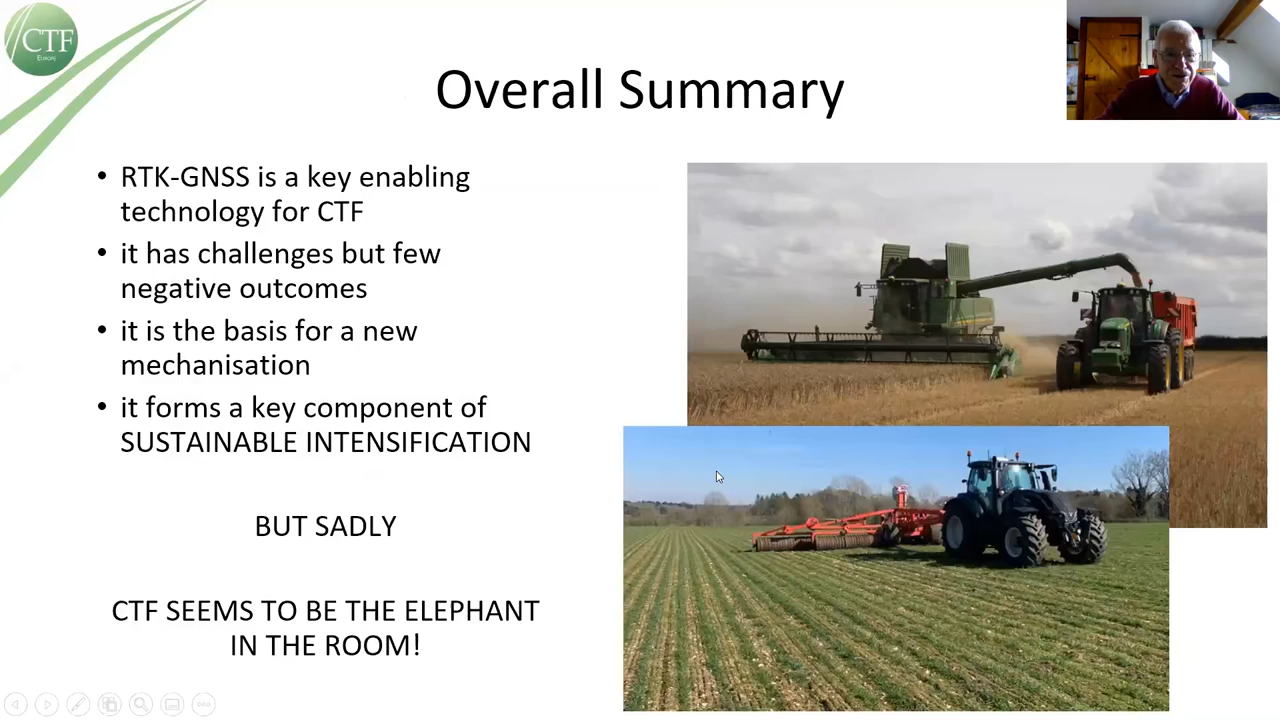 CTF
EUROPE
Overall Summary
• RTK-GNSS is a key enabling
technology for CTF
• it has challenges but few
negative outcomes
• it is the basis for a new
mechanisation
• it forms a key component of
SUSTAINABLE INTENSIFICATION
BUT SADLY
CTF SEEMS TO BE THE ELEPHANT
IN THE ROOM!